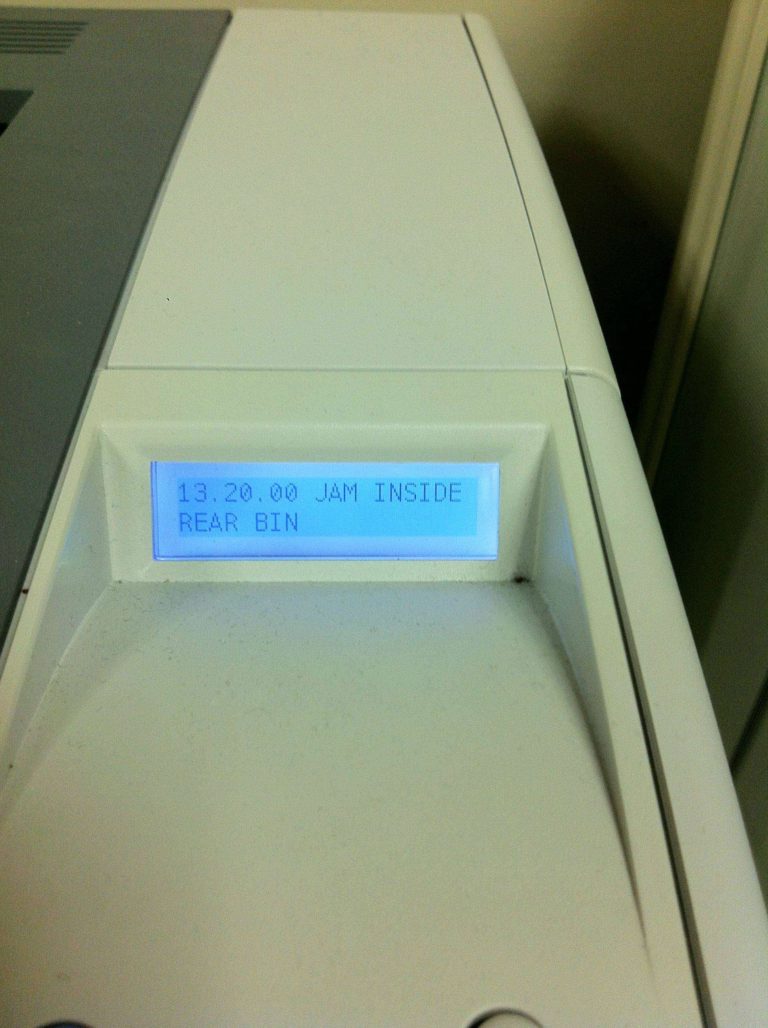 13.20.00 JAM INSIDE
REAR BIN